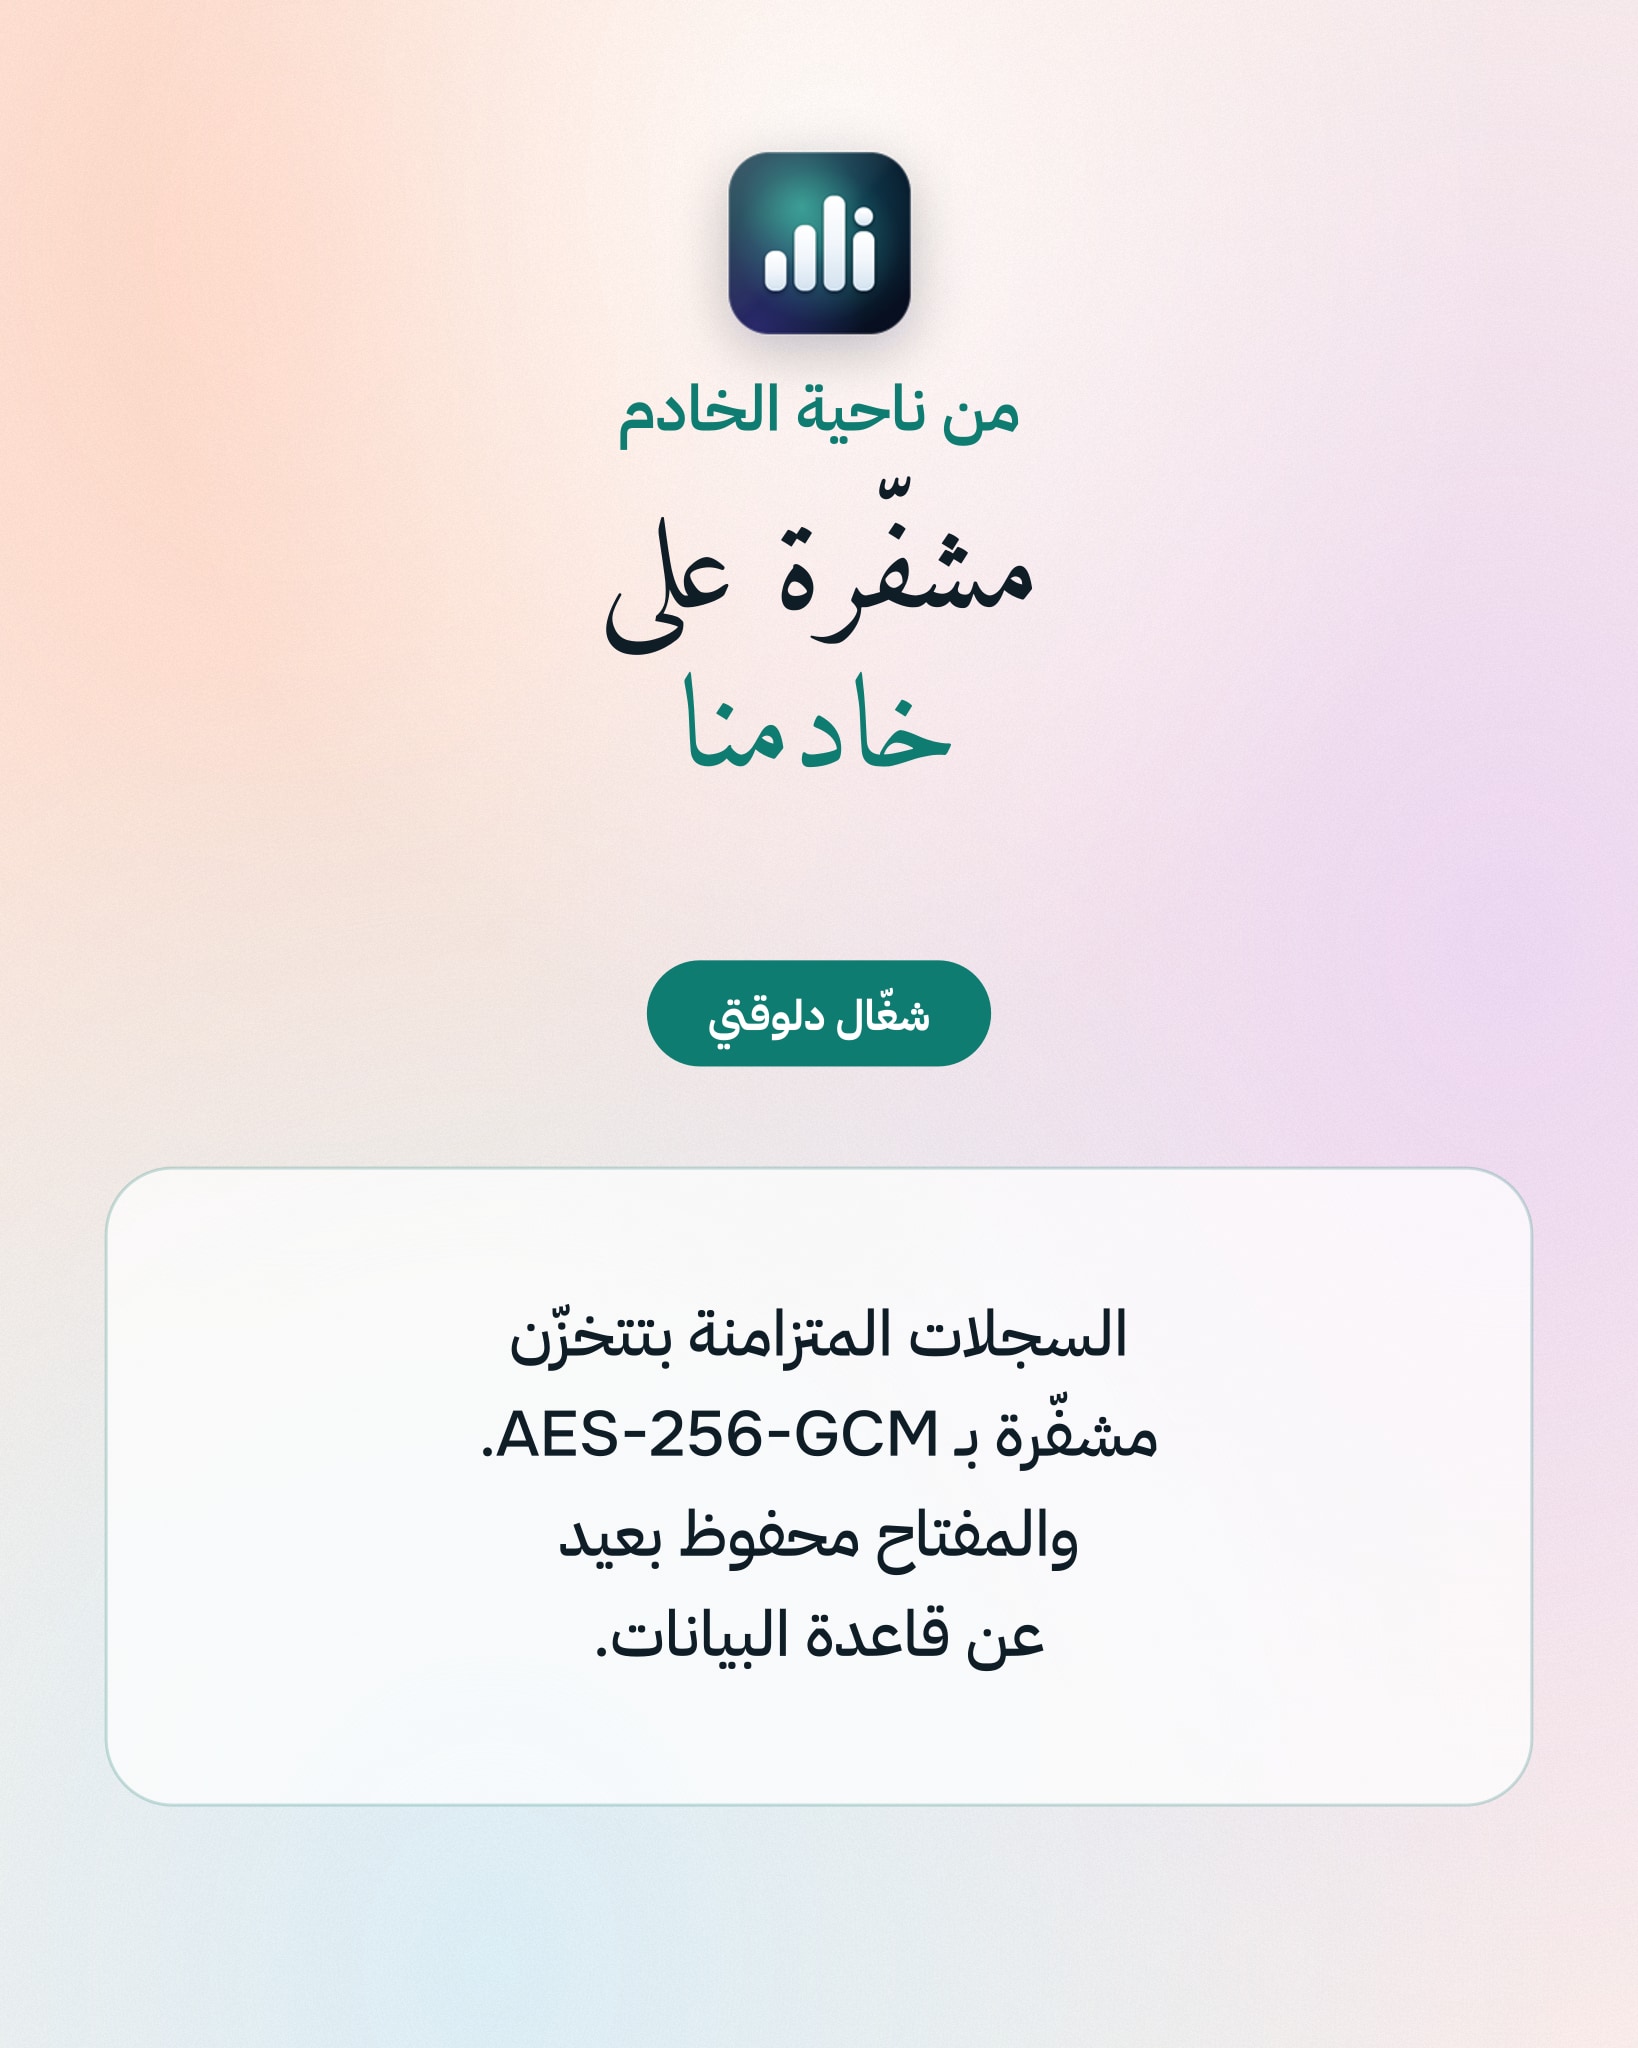 من ناحية الخادم
مشفّرة على
خادمنا
شغّال دلوقتي
السجلات المتزامنة بتتخزّن
مشفّرة بـ AES-256-GCM.
والمفتاح محفوظ بعيد
عن قاعدة البيانات.